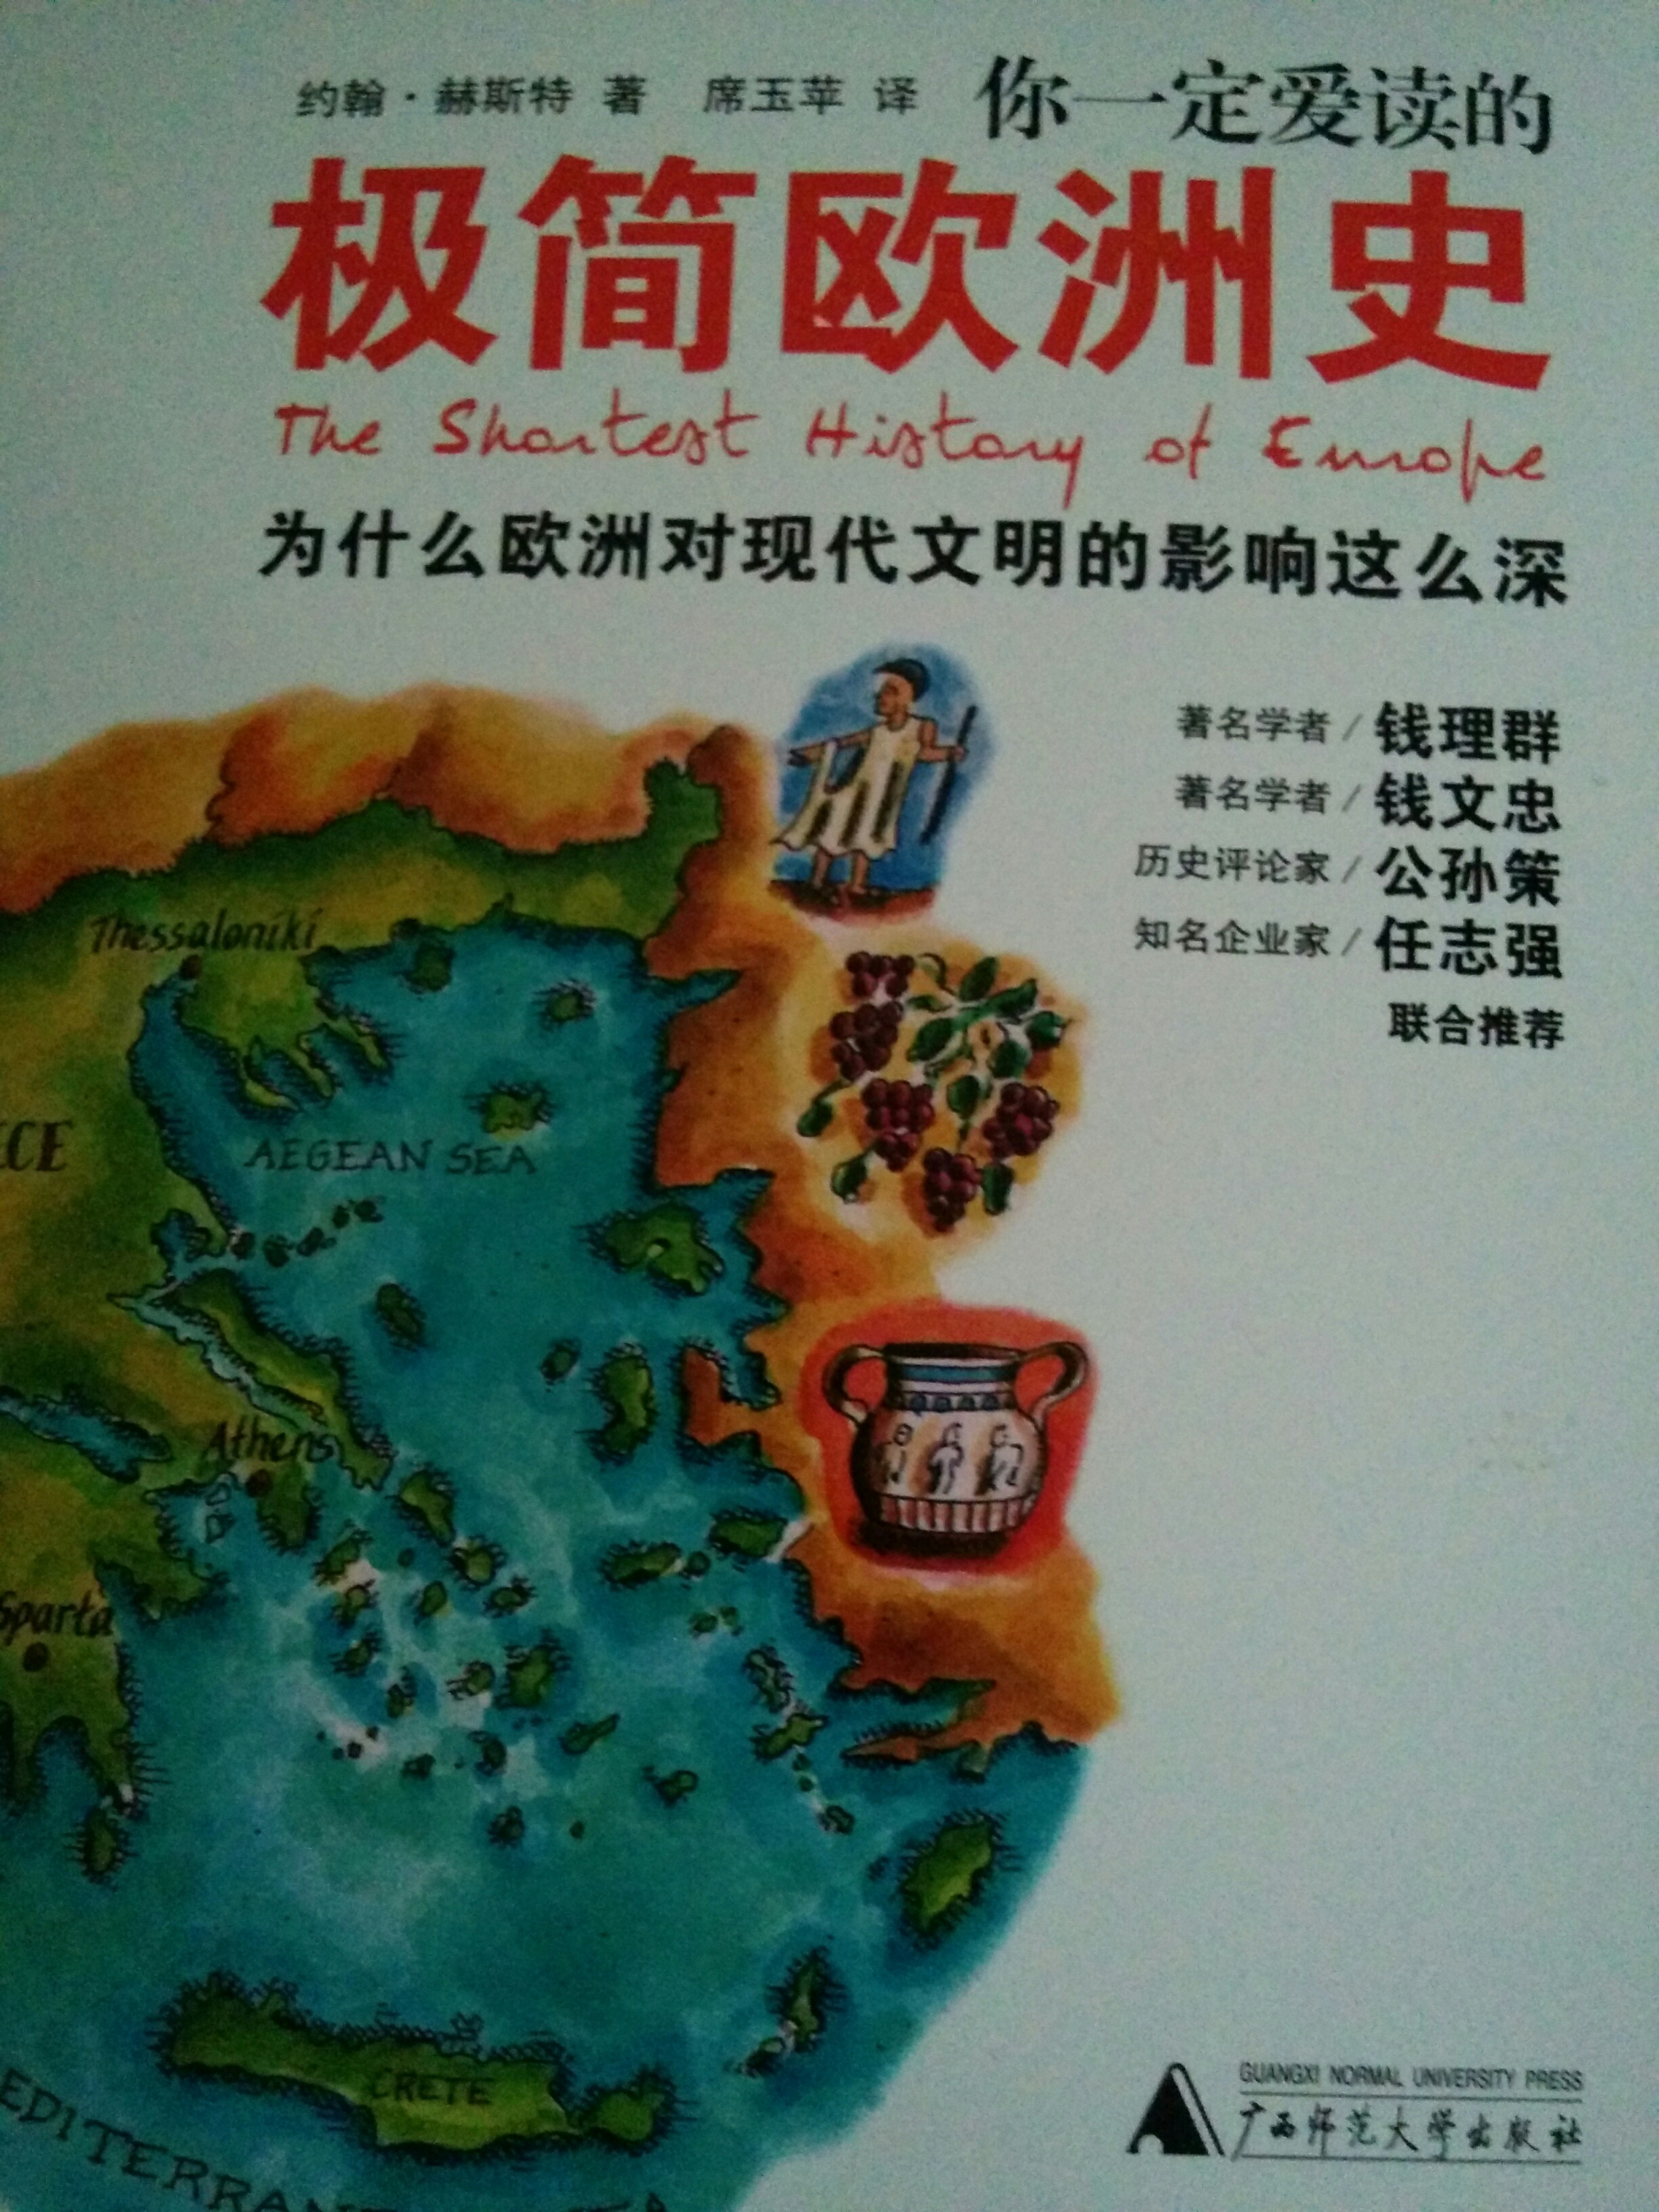 约翰·赫斯特 著 席玉苹 译 你一定爱读的
极简欧洲史
The Shortest History of Europe
为什么欧洲对现代文明的影响这么深
著名学者/钱理群
著名学者/钱文忠
历史评论家/公孙策
知名企业家/任志强
联合推荐
Thessaloniki
ECE
AEGEAN SEA
Athens
Sparta
CRETE
EDITERRAN
GUANGXI NORMAL UNIVERSITY PRESS
广西师范大学出版社